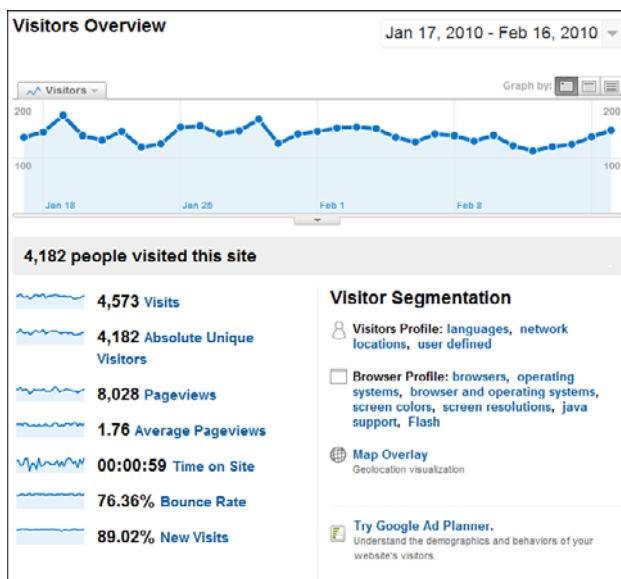 Visitors Overview
Jan 17, 2010 - Feb 16, 2010
Visitors
Graph by:
200
200
100
100
Jan 18
Jan 25
Feb 1
Feb 8
4,182 people visited this site
4,573 Visits
4,182 Absolute Unique
Visitors
8,028 Pageviews
1.76 Average Pageviews
00:00:59 Time on Site
76.36% Bounce Rate
89.02% New Visits
Visitor Segmentation
Visitors Profile: languages, network
locations, user defined
Browser Profile: browsers, operating
systems, browser and operating systems,
screen colors, screen resolutions, java
support, Flash
Map Overlay
Geolocation visualization
Try Google Ad Planner.
Understand the demographics and behaviors of your
website's visitors.